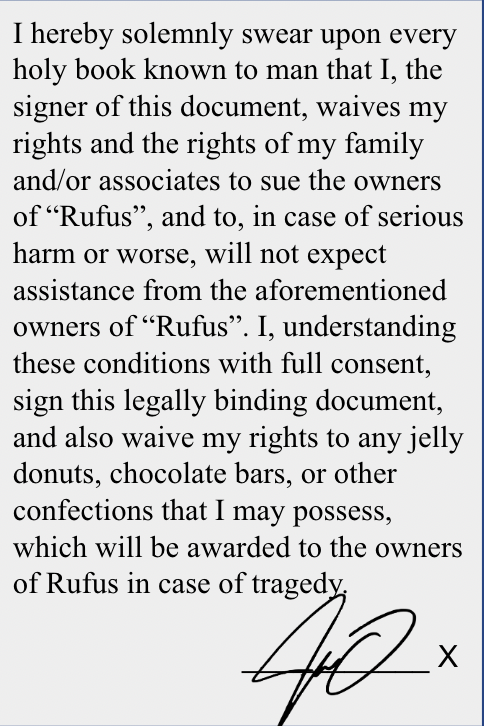 I hereby solemnly swear upon every
holy book known to man that I, the
signer of this document, waives my
rights and the rights of my family
and/or associates to sue the owners
of “Rufus”, and to, in case of serious
harm or worse, will not expect
assistance from the aforementioned
owners of “Rufus”. I, understanding
these conditions with full consent,
sign this legally binding document,
and also waive my rights to any jelly
donuts, chocolate bars, or other
confections that I may possess,
which will be awarded to the owners
of Rufus in case of tragedy.
X